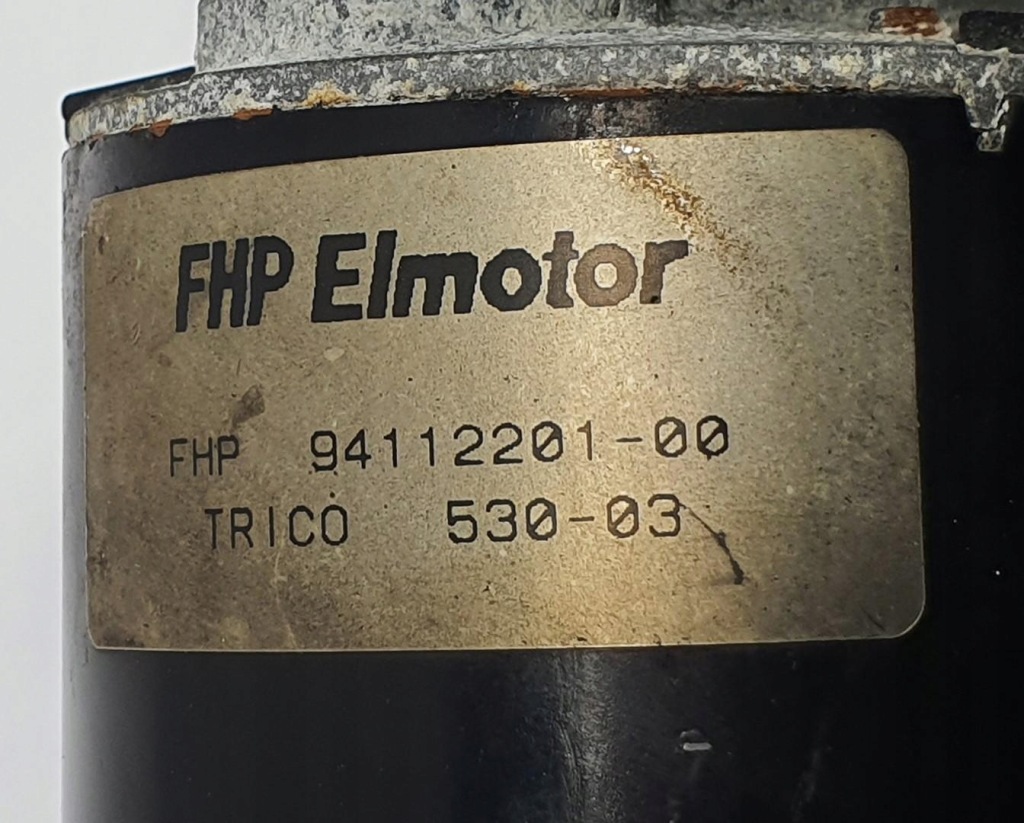 FHP Elmotor
FHP 94112201-00
TRICO 530-03